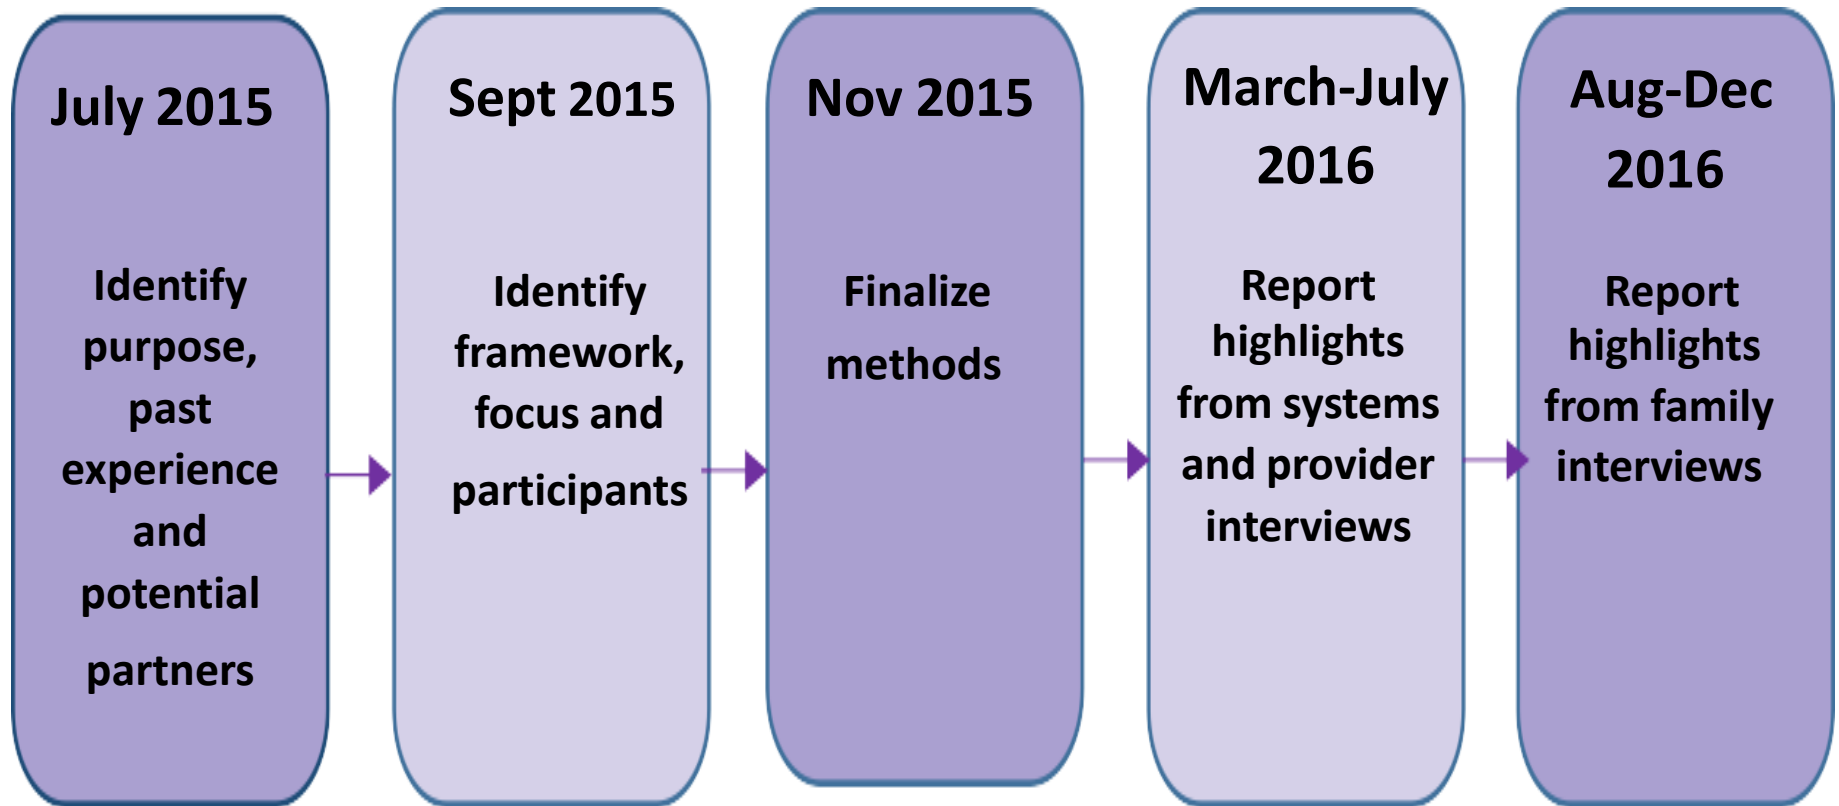 July 2015
Identify
purpose,
past
experience
and
potential
partners
Sept 2015
Identify
framework,
focus and
participants
Nov 2015
Finalize
methods
March-July
2016
Report
highlights
from systems
and provider
interviews
Aug-Dec
2016
Report
highlights
from family
interviews